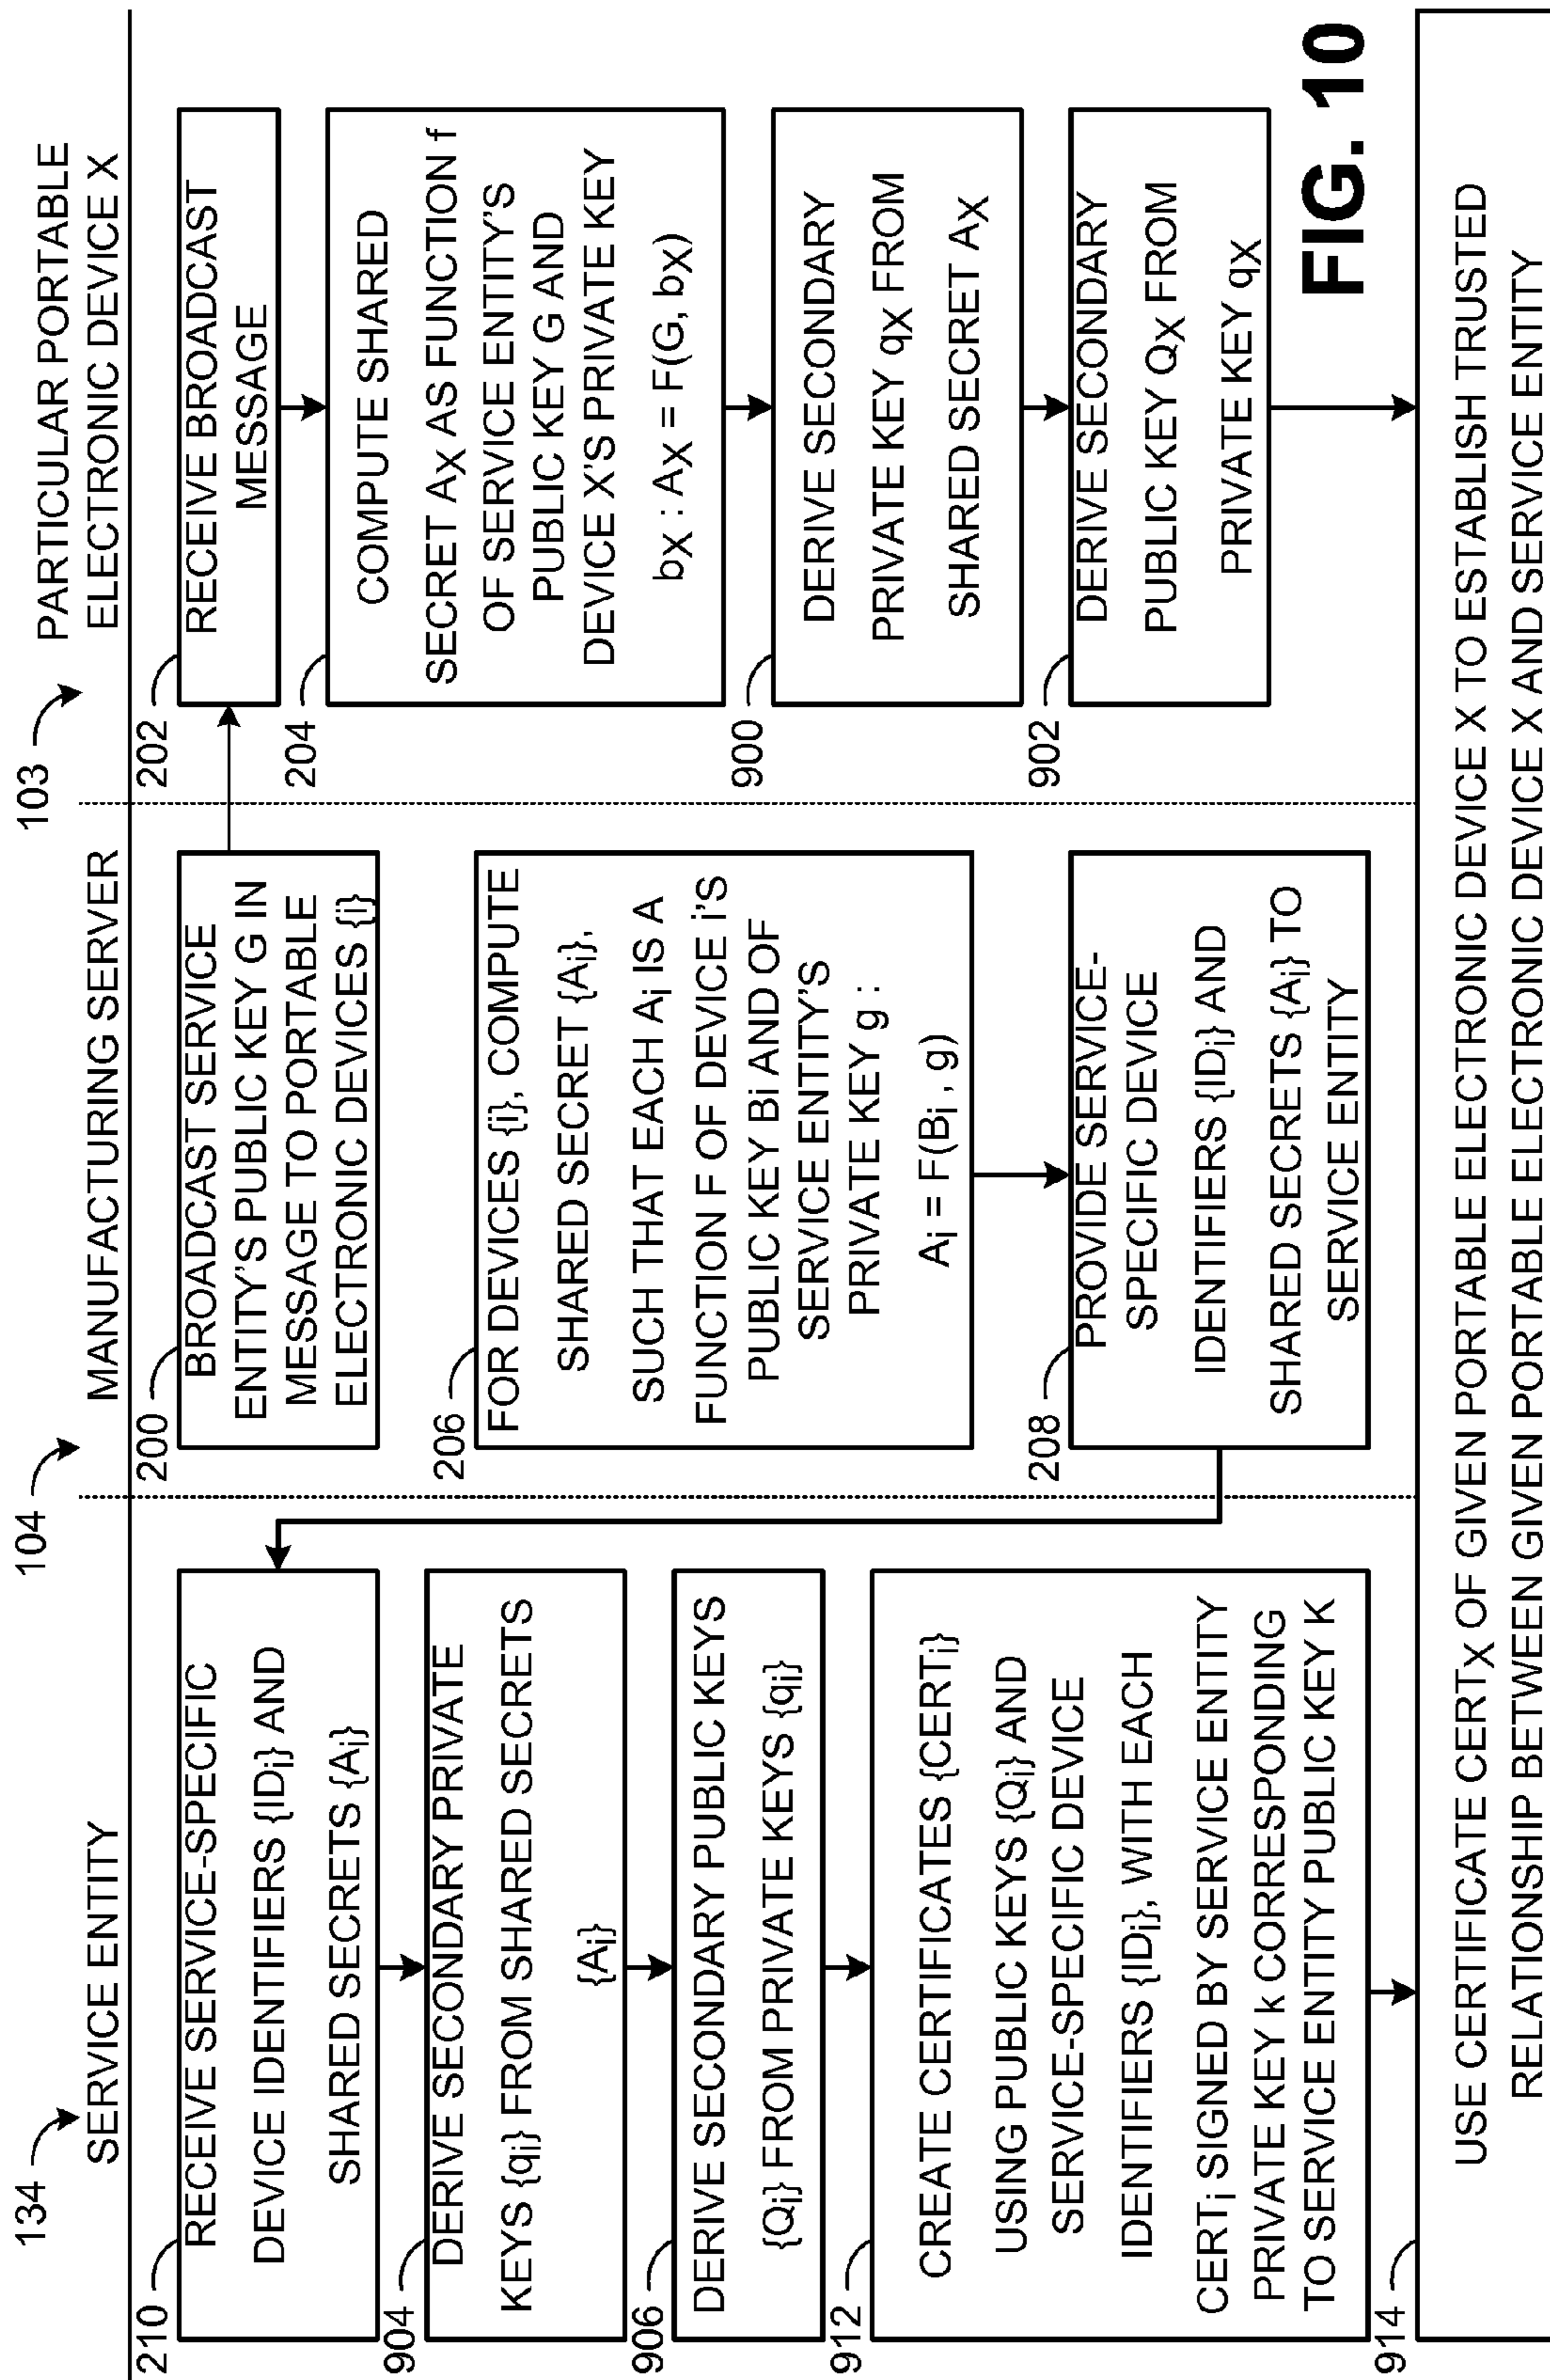 134
SERVICE ENTITY
210
RECEIVE SERVICE-SPECIFIC
DEVICE IDENTIFIERS {IDi} AND
SHARED SECRETS {Ai}
904
DERIVE SECONDARY PRIVATE
KEYS {qi} FROM SHARED SECRETS
{Ai}
906
DERIVE SECONDARY PUBLIC KEYS
{Qi} FROM PRIVATE KEYS {qi}
912
CREATE CERTIFICATES {CERTi}
USING PUBLIC KEYS {Qi} AND
SERVICE-SPECIFIC DEVICE
IDENTIFIERS {IDi}, WITH EACH
CERTi SIGNED BY SERVICE ENTITY
PRIVATE KEY k CORRESPONDING
TO SERVICE ENTITY PUBLIC KEY K
104
MANUFACTURING SERVER
200
BROADCAST SERVICE
ENTITY'S PUBLIC KEY G IN
MESSAGE TO PORTABLE
ELECTRONIC DEVICES {i}
206
FOR DEVICES {i}, COMPUTE
SHARED SECRET {Ai},
SUCH THAT EACH Ai IS A
FUNCTION F OF DEVICE i'S
PUBLIC KEY Bi AND OF
SERVICE ENTITY'S
PRIVATE KEY g :
Ai = F(Bi , g)
208
PROVIDE SERVICE-
SPECIFIC DEVICE
IDENTIFIERS {IDi} AND
SHARED SECRETS {Ai} TO
SERVICE ENTITY
103
PARTICULAR PORTABLE
ELECTRONIC DEVICE X
202
RECEIVE BROADCAST
MESSAGE
204
COMPUTE SHARED
SECRET AX AS FUNCTION f
OF SERVICE ENTITY'S
PUBLIC KEY G AND
DEVICE X'S PRIVATE KEY
bX : AX = F(G, bX)
900
DERIVE SECONDARY
PRIVATE KEY qX FROM
SHARED SECRET AX
902
DERIVE SECONDARY
PUBLIC KEY QX FROM
PRIVATE KEY qX
914
USE CERTIFICATE CERTX OF GIVEN PORTABLE ELECTRONIC DEVICE X TO ESTABLISH TRUSTED
RELATIONSHIP BETWEEN GIVEN PORTABLE ELECTRONIC DEVICE X AND SERVICE ENTITY
FIG. 10